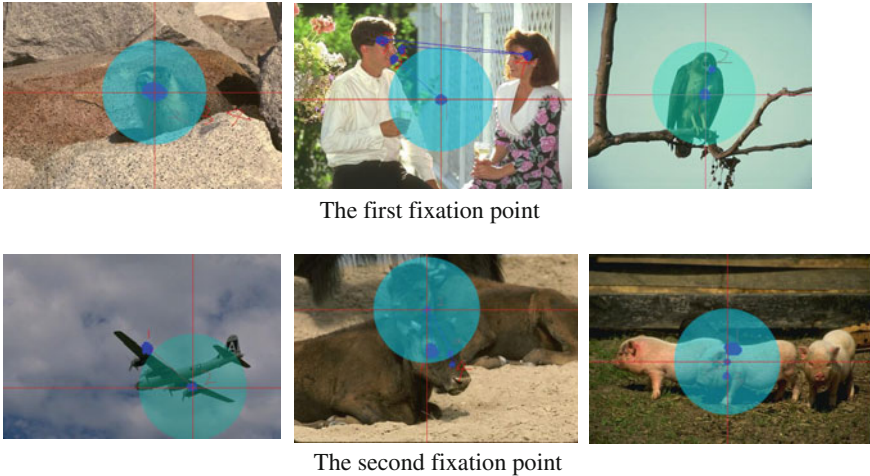 The first fixation point
The second fixation point